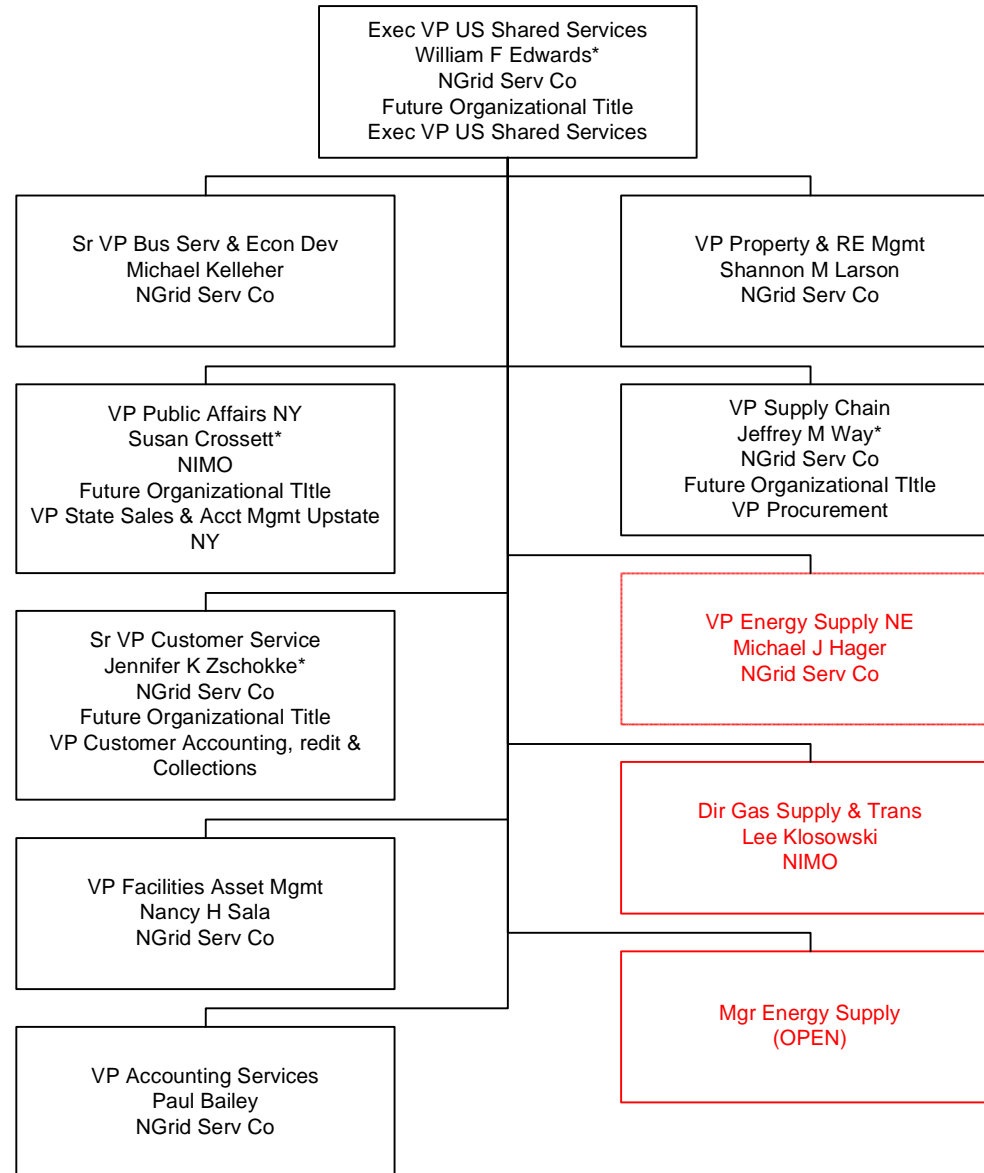 Exec VP US Shared Services
William F Edwards*
NGrid Serv Co
Future Organizational Title
Exec VP US Shared Services
Sr VP Bus Serv & Econ Dev
Michael Kelleher
NGrid Serv Co
VP Property & RE Mgmt
Shannon M Larson
NGrid Serv Co
VP Public Affairs NY
Susan Crossett*
NIMO
Future Organizational TItle
VP State Sales & Acct Mgmt Upstate
NY
VP Supply Chain
Jeffrey M Way*
NGrid Serv Co
Future Organizational TItle
VP Procurement
Sr VP Customer Service
Jennifer K Zschokke*
NGrid Serv Co
Future Organizational Title
VP Customer Accounting, redit &
Collections
VP Energy Supply NE
Michael J Hager
NGrid Serv Co
Dir Gas Supply & Trans
Lee Klosowski
NIMO
VP Facilities Asset Mgmt
Nancy H Sala
NGrid Serv Co
Mgr Energy Supply
(OPEN)
VP Accounting Services
Paul Bailey
NGrid Serv Co